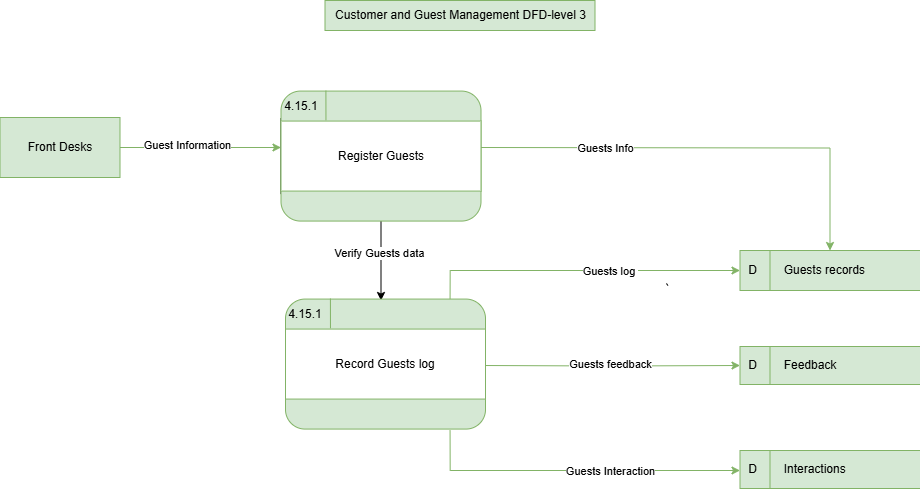 Customer and Guest Management DFD-level 3
4.15.1
Front Desks
Guest Information
Register Guests
Guests Info
Verify Guests data
Guests log
D
Guests records
`
4.15.1
Record Guests log
Guests feedback
D
Feedback
Guests Interaction
D
Interactions